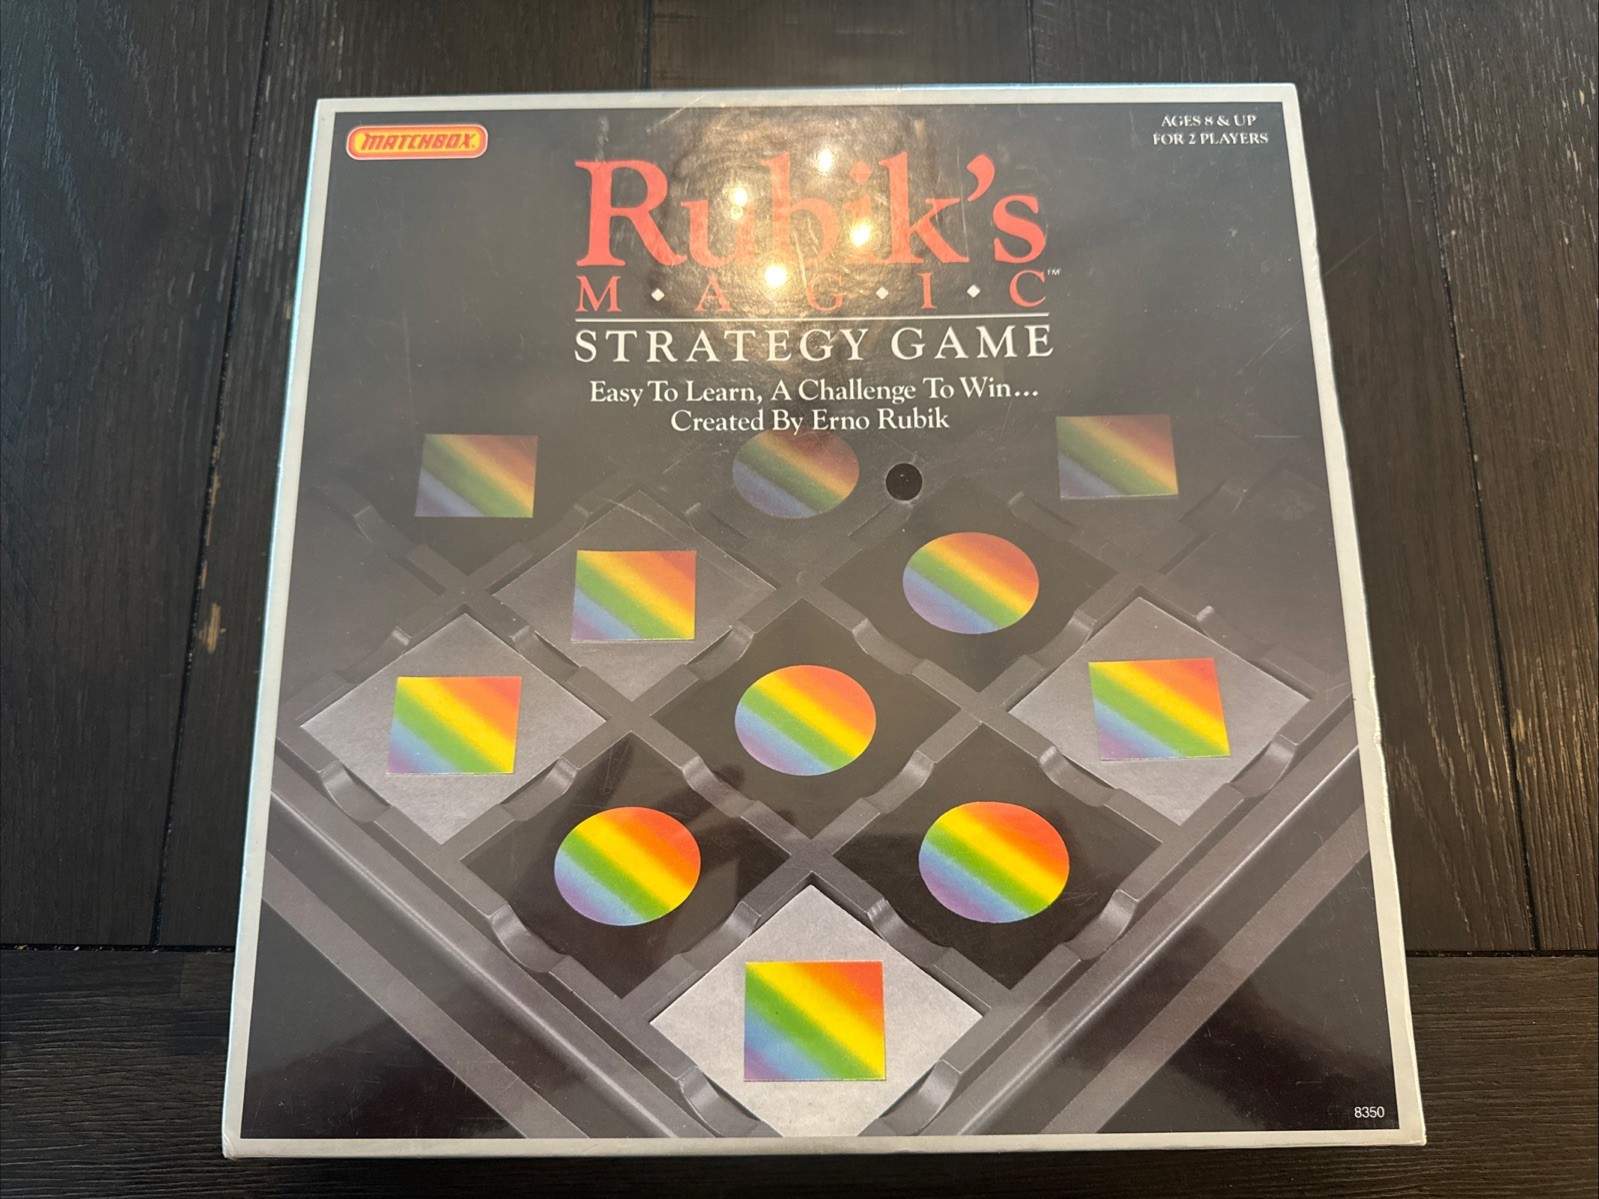 MATCHBOX
AGES 8 & UP
FOR 2 PLAYERS
Rubik's
M·A·G·I·C™
STRATEGY GAME
Easy To Learn, A Challenge To Win...
Created By Erno Rubik
8350